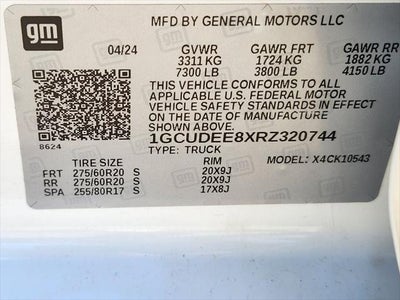 gm
MFD BY GENERAL MOTORS LLC
04/24 GVWR GAWR FRT GAWR RR
3311 KG 1724 KG 1882 KG
7300 LB 3800 LB 4150 LB
THIS VEHICLE CONFORMS TO ALL
APPLICABLE U.S. FEDERAL MOTOR
VEHICLE SAFETY STANDARDS IN EFFECT
ON THE DATE OF MANUFACTURE
SHOWN ABOVE.
8624 1GCUDEE8XRZ320744
TYPE: TRUCK
TIRE SIZE RIM MODEL: X4CK10543
FRT 275/60R20 S 20X9J
RR 275/60R20 S 20X9J
SPA 255/80R17 S 17X8J